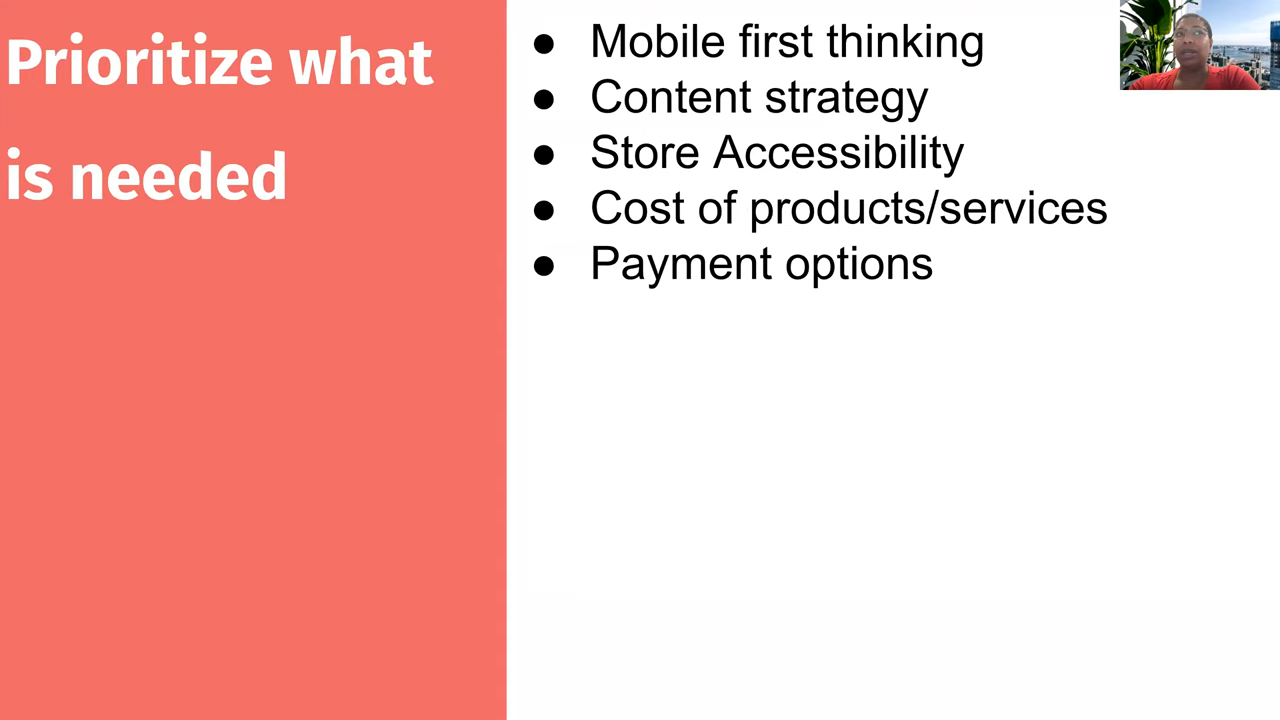 Prioritize what
is needed
● Mobile first thinking
● Content strategy
● Store Accessibility
● Cost of products/services
● Payment options